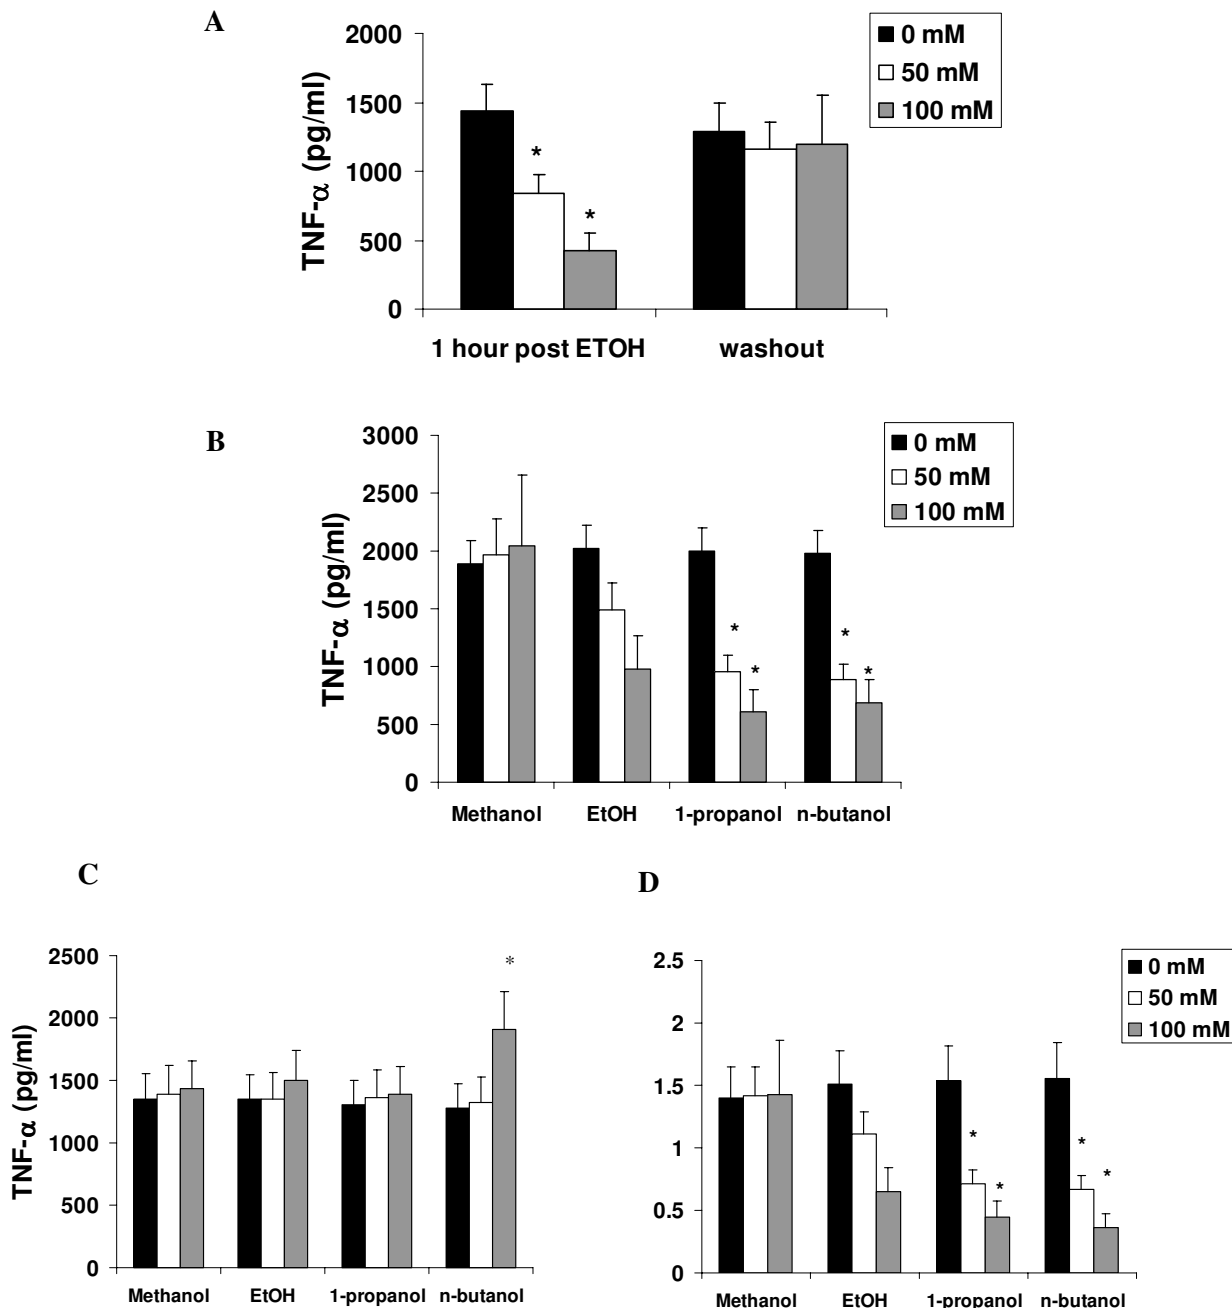 A
TNF-α (pg/ml)
2000
1500
1000
500
0
* *
1 hour post ETOH washout
0 mM
50 mM
100 mM
B
TNF-α (pg/ml)
3000
2500
2000
1500
1000
500
0
* * * *
Methanol EtOH 1-propanol n-butanol
0 mM
50 mM
100 mM
C
TNF-α (pg/ml)
2500
2000
1500
1000
500
0
*
Methanol EtOH 1-propanol n-butanol
D
2.5
2
1.5
1
0.5
0
* * * *
Methanol EtOH 1-propanol n-butanol
0 mM
50 mM
100 mM